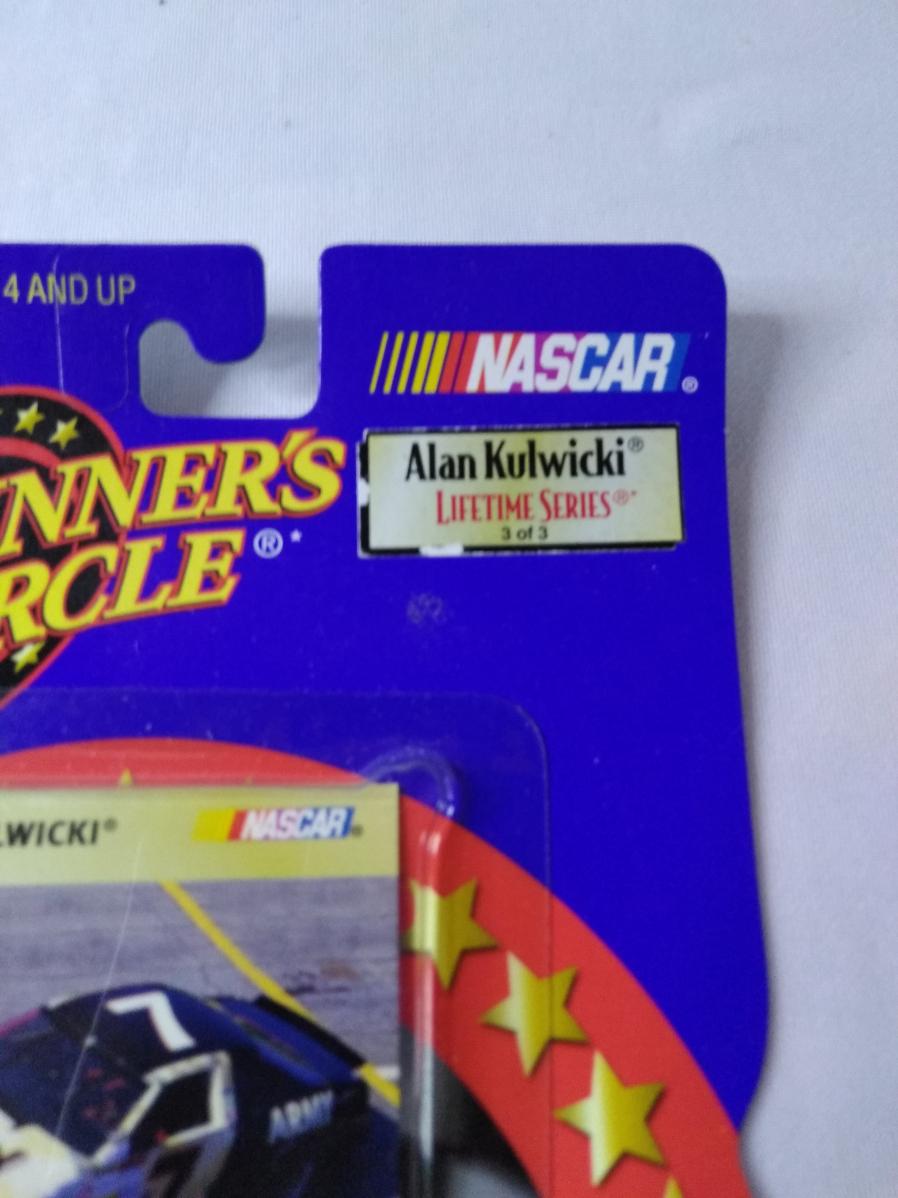 4 AND UP
NASCAR®
NNER'S
RCLE®*
Alan Kulwicki®
LIFETIME SERIES®*
3 of 3
LWICKI®
NASCAR®
7
ARMY